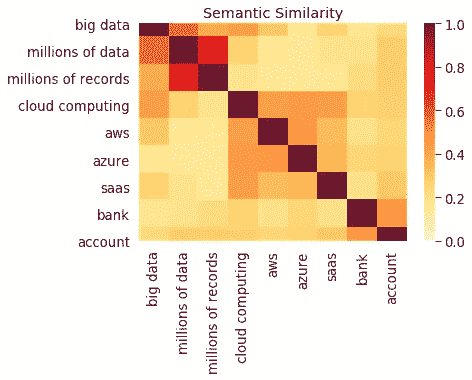 Semantic Similarity
big data
millions of data
millions of records
cloud computing
aws
azure
saas
bank
account
1.0
0.8
0.6
0.4
0.2
0.0
big data
millions of data
millions of records
cloud computing
aws
azure
saas
bank
account